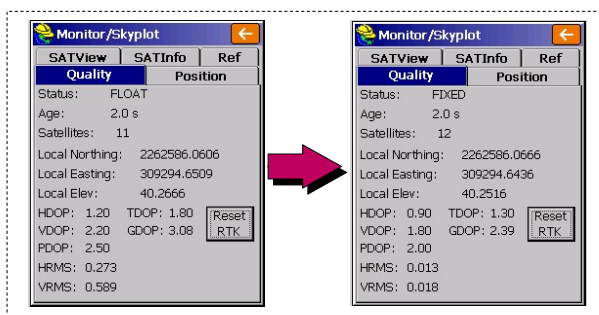 Monitor/Skyplot
SATView SATInfo Ref
Quality Position
Status: FLOAT
Age: 2.0 s
Satellites: 11
Local Northing: 2262586.0606
Local Easting: 309294.6509
Local Elev: 40.2666
HDOP: 1.20 TDOP: 1.80 Reset
VDOP: 2.20 GDOP: 3.08 RTK
PDOP: 2.50
HRMS: 0.273
VRMS: 0.589
Monitor/Skyplot
SATView SATInfo Ref
Quality Position
Status: FIXED
Age: 2.0 s
Satellites: 12
Local Northing: 2262586.0666
Local Easting: 309294.6436
Local Elev: 40.2516
HDOP: 0.90 TDOP: 1.30 Reset
VDOP: 1.80 GDOP: 2.39 RTK
PDOP: 2.00
HRMS: 0.013
VRMS: 0.018